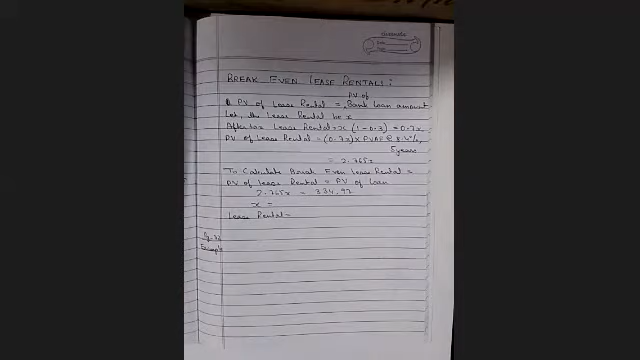 BREAK EVEN LEASE RENTAL:
PV of
PV of Lease Rental = Bank Loan amount
Let, the Lease Rental be x
After tax Lease Rental = x (1-0.3) = 0.7x
PV of Lease Rental = (0.7x) x PVAF @ 8.4%,
5 years
= 2.765x
To Calculate Break Even Lease Rental =
PV of lease Rental = PV of Loan
2.765x = 334.97
x =
Lease Rental =
Example